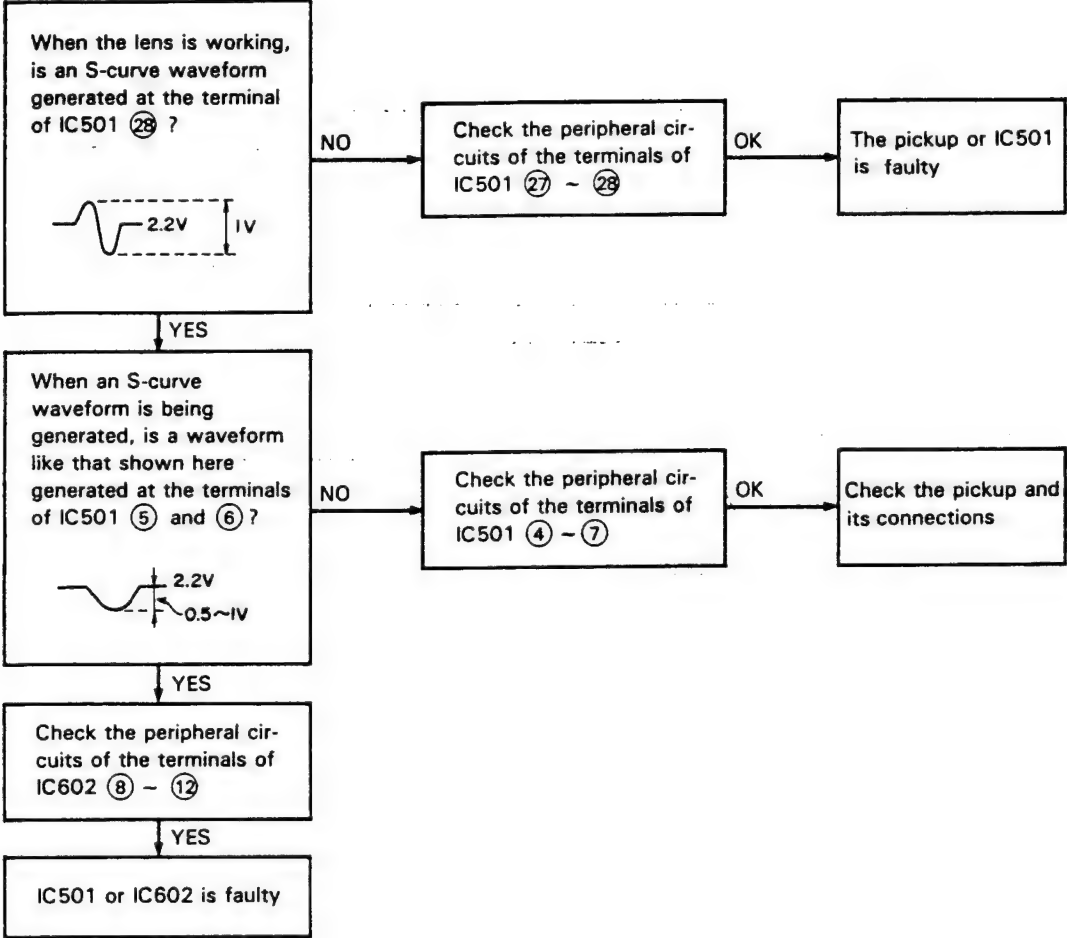 When the lens is working,
is an S-curve waveform
generated at the terminal
of IC501 ㉘ ?
2.2V
1V
NO
Check the peripheral cir-
cuits of the terminals of
IC501 ㉗ ~ ㉘
OK
The pickup or IC501
is faulty
YES
When an S-curve
waveform is being
generated, is a waveform
like that shown here
generated at the terminals
of IC501 ⑤ and ⑥ ?
2.2V
0.5~1V
NO
Check the peripheral cir-
cuits of the terminals of
IC501 ④ ~ ⑦
OK
Check the pickup and
its connections
YES
Check the peripheral cir-
cuits of the terminals of
IC602 ⑧ ~ ⑫
YES
IC501 or IC602 is faulty